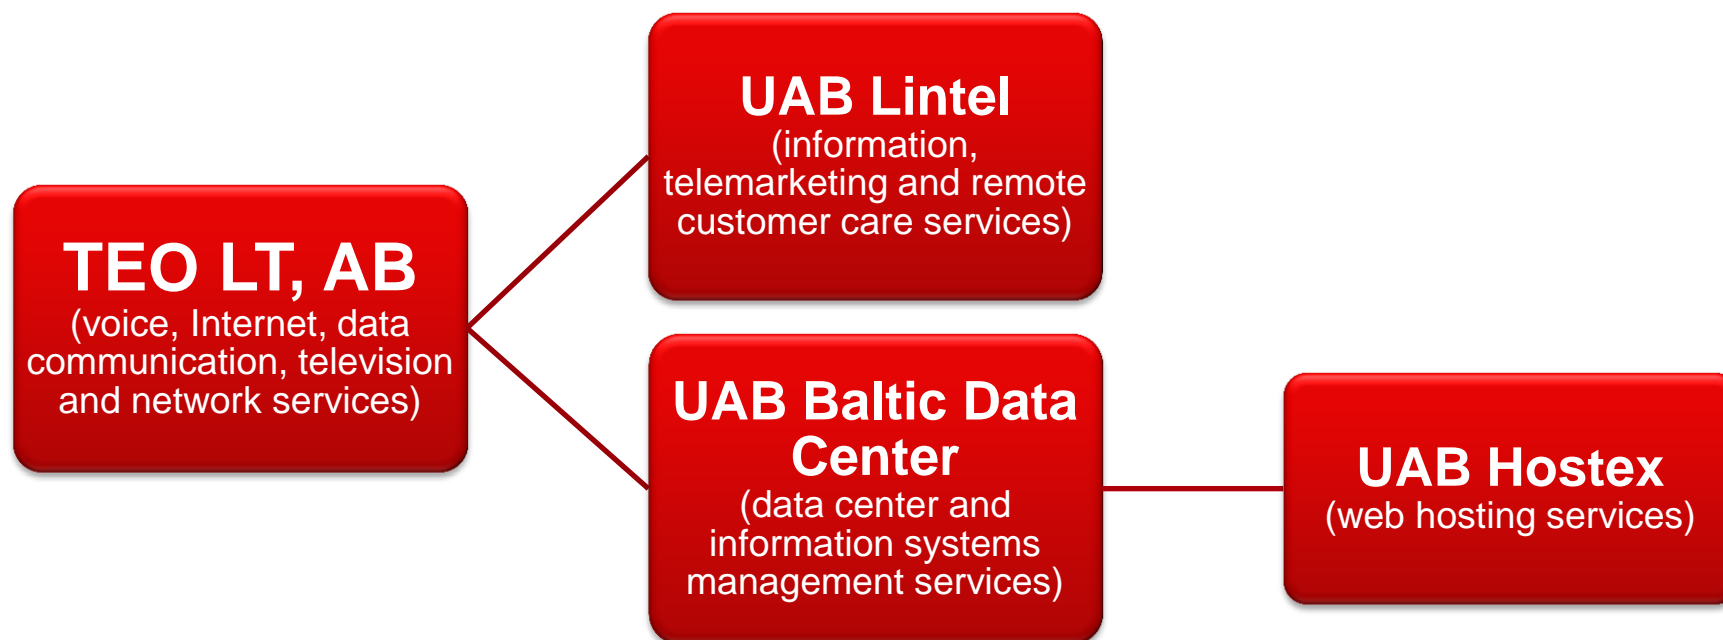 TEO LT, AB
(voice, Internet, data
communication, television
and network services)
UAB Lintel
(information,
telemarketing and remote
customer care services)
UAB Baltic Data
Center
(data center and
information systems
management services)
UAB Hostex
(web hosting services)